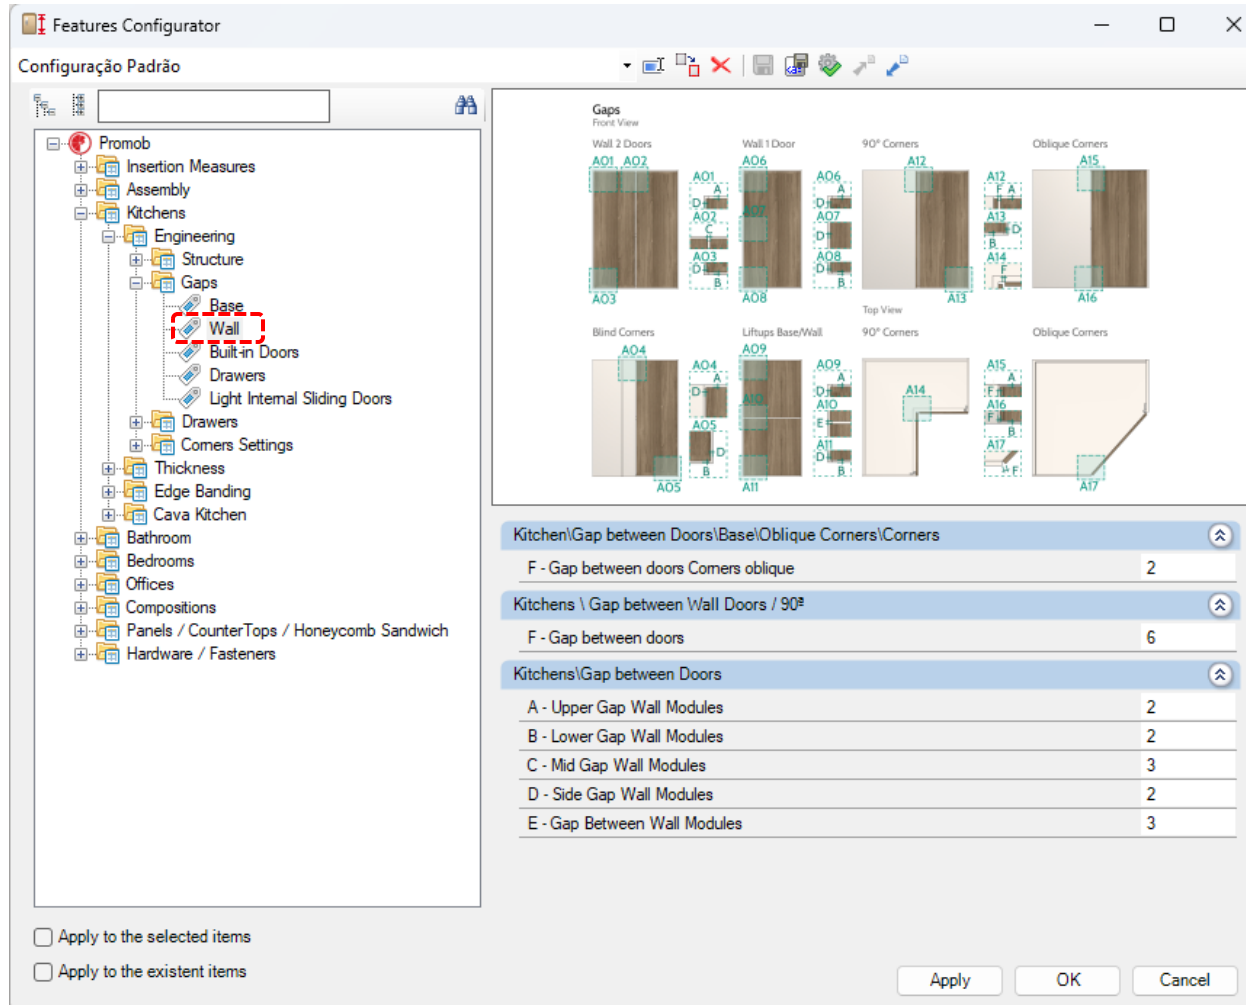 Features Configurator
Configuração Padrão
Promob
Insertion Measures
Assembly
Kitchens
Engineering
Structure
Gaps
Base
Wall
Built-in Doors
Drawers
Light Internal Sliding Doors
Drawers
Corners Settings
Thickness
Edge Banding
Cava Kitchen
Bathroom
Bedrooms
Offices
Compositions
Panels / CounterTops / Honeycomb Sandwich
Hardware / Fasteners
Apply to the selected items
Apply to the existent items
Gaps
Front View
Wall 2 Doors
Wall 1 Door
90° Corners
Oblique Corners
A01 A02
A06
A12
A15
A01
A
D
A02
C
A03
D
B
A03
A07
A06
A
D
A07
D
A08
D
B
A08
A12
F A
A13
D
B
A14
F
A13
A16
Top View
Blind Corners
Liftups Base/Wall
90° Corners
Oblique Corners
A04
A09
A04
A
D
A05
D
B
A05
A10
A09
A
D
A10
E
A11
D
B
A11
A14
A15
F
A16
F
B
A17
F
A17
Kitchen\Gap between Doors\Base\Oblique Corners\Corners
F - Gap between doors Corners oblique 2
Kitchens \ Gap between Wall Doors / 90ª
F - Gap between doors 6
Kitchens\Gap between Doors
A - Upper Gap Wall Modules 2
B - Lower Gap Wall Modules 2
C - Mid Gap Wall Modules 3
D - Side Gap Wall Modules 2
E - Gap Between Wall Modules 3
Apply OK Cancel